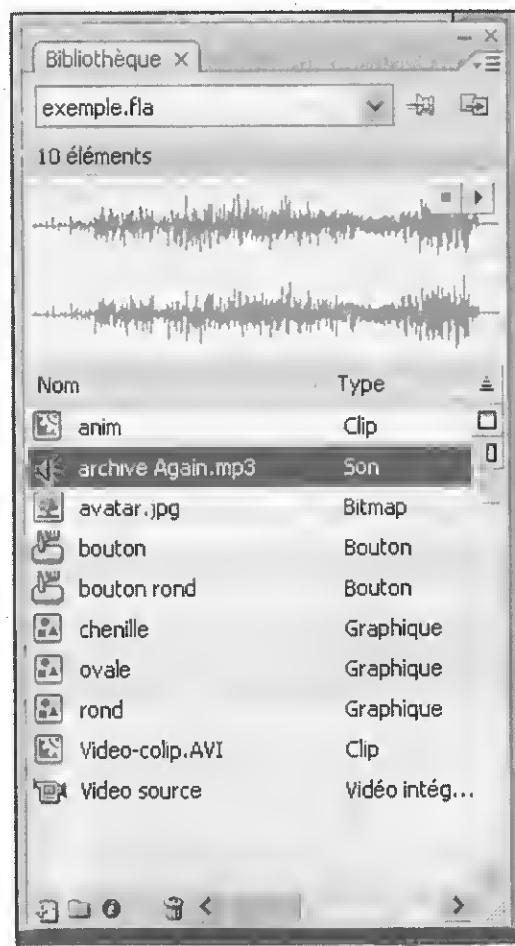 Bibliothèque
exemple.fla
10 éléments
Nom Type
anim Clip
archive Again.mp3 Son
avatar.jpg Bitmap
bouton Bouton
bouton rond Bouton
chenille Graphique
ovale Graphique
rond Graphique
Video-colip.AVI Clip
Video source Vidéo intég...